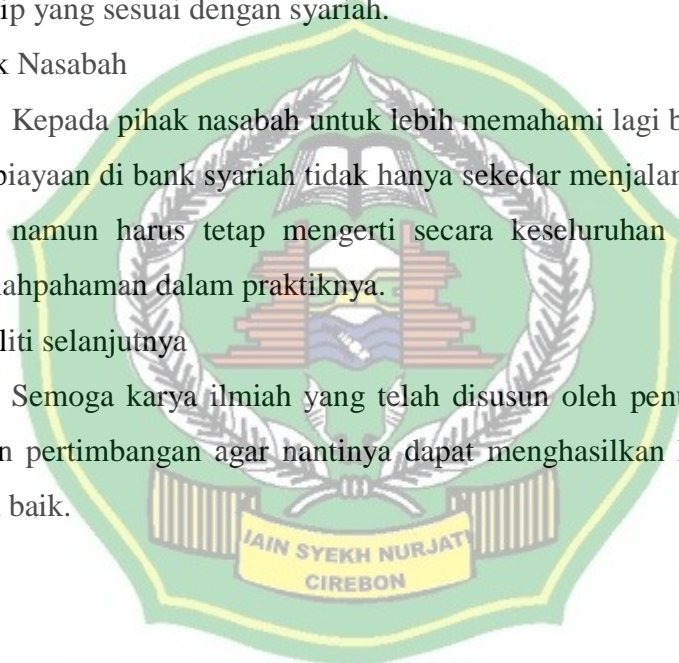 ip yang sesuai dengan syariah.
k Nasabah
Kepada pihak nasabah untuk lebih memahami lagi b
biayaan di bank syariah tidak hanya sekedar menjalan
namun harus tetap mengerti secara keseluruhan
lahpahaman dalam praktiknya.
liti selanjutnya
Semoga karya ilmiah yang telah disusun oleh penu
n pertimbangan agar nantinya dapat menghasilkan
baik.
IAIN SYEKH NURJATI
CIREBON